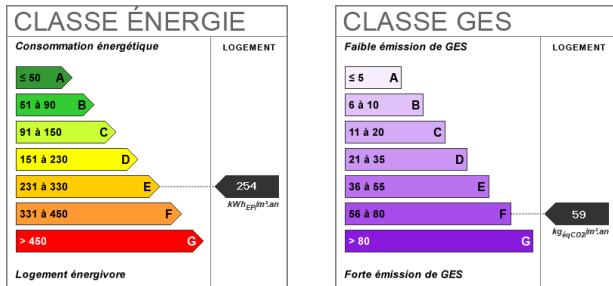 CLASSE ÉNERGIE
Consommation énergétique
LOGEMENT
≤ 50 A
51 à 90 B
91 à 150 C
151 à 230 D
231 à 330 E
254
kWhEP/m².an
331 à 450 F
> 450 G
Logement énergivore
CLASSE GES
Faible émission de GES
LOGEMENT
≤ 5 A
6 à 10 B
11 à 20 C
21 à 35 D
36 à 55 E
56 à 80 F
59
kgéqCO2/m².an
> 80 G
Forte émission de GES